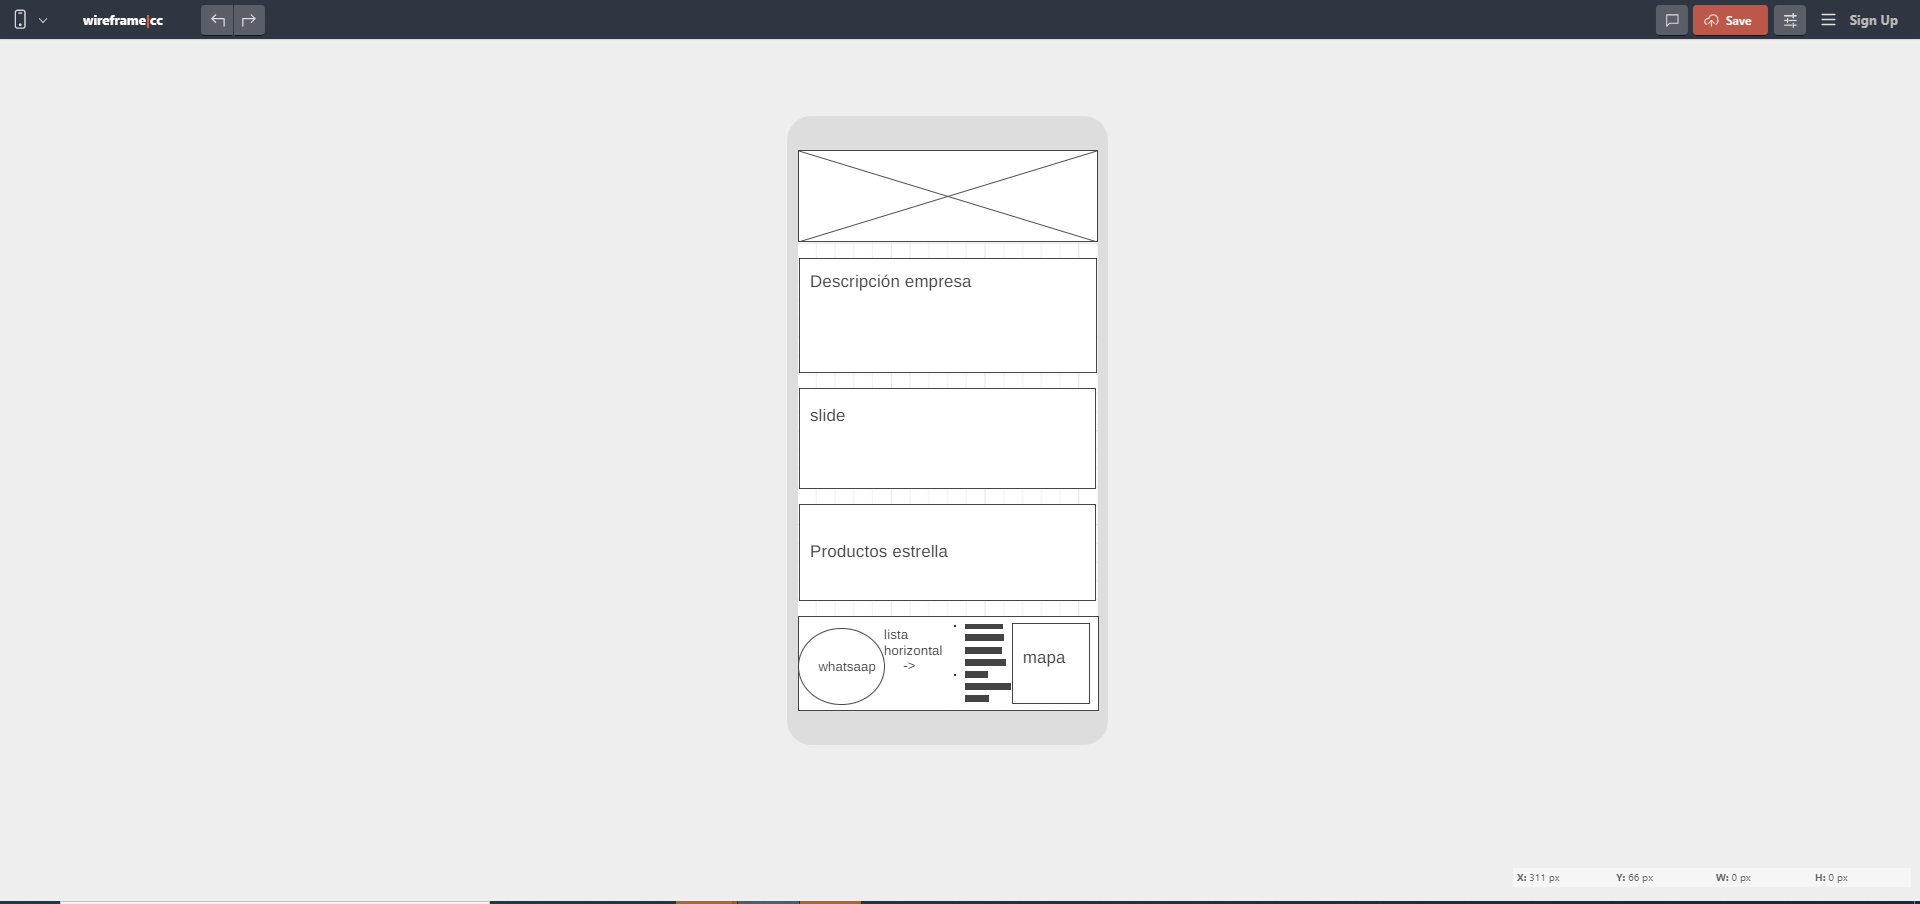 wireframe|cc
Save
Sign Up
Descripción empresa
slide
Productos estrella
whatsaap
lista
horizontal
->
mapa
X: 311 px Y: 66 px W: 0 px H: 0 px